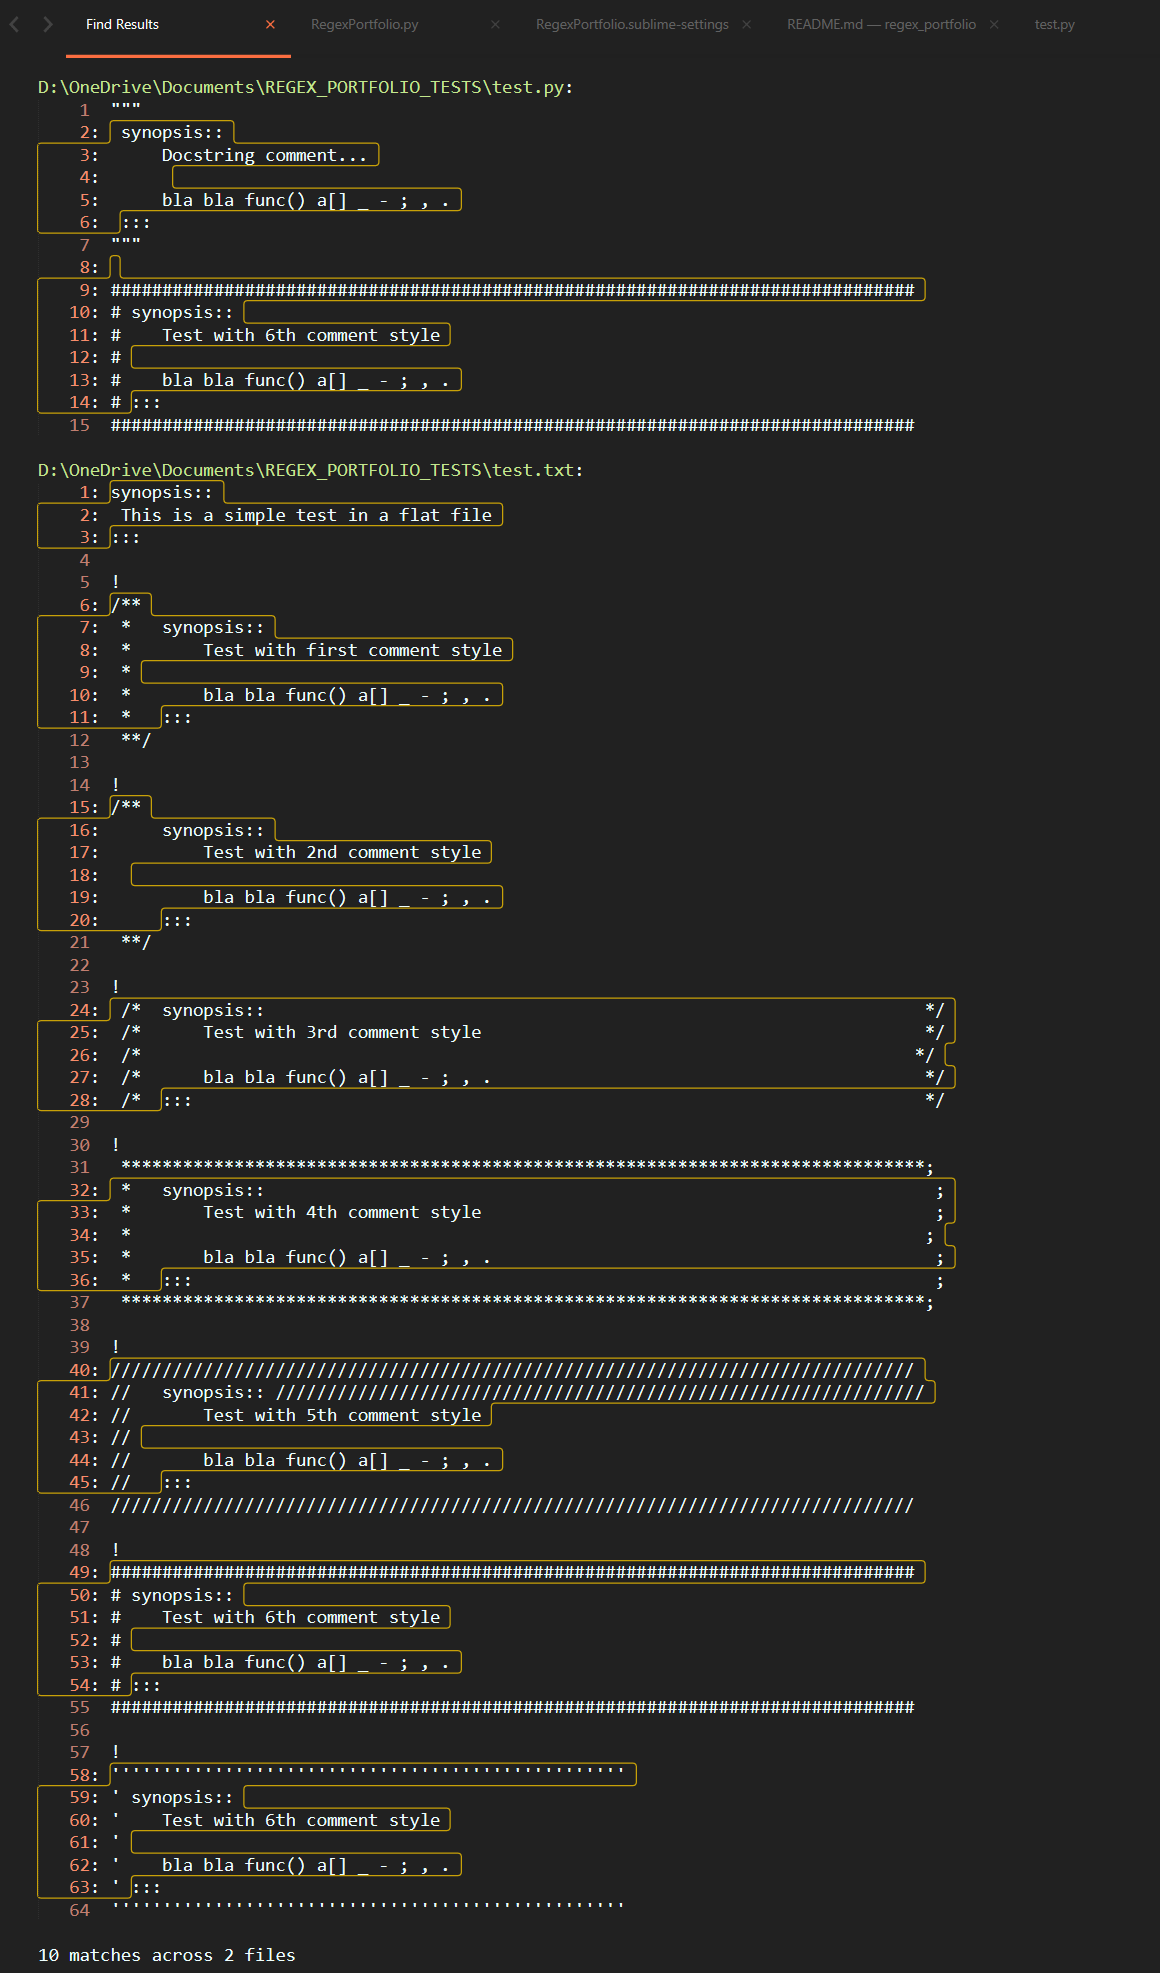 Find Results × RegexPortfolio.py × RegexPortfolio.sublime-settings × README.md — regex_portfolio × test.py
D:\OneDrive\Documents\REGEX_PORTFOLIO_TESTS\test.py:
1 """
2: synopsis::
3: Docstring comment...
4:
5: bla bla func() a[] _ - ; , .
6: :::
7 """
8:
9: ##############################################################################
10: # synopsis::
11: # Test with 6th comment style
12: #
13: # bla bla func() a[] _ - ; , .
14: # :::
15 ##############################################################################
D:\OneDrive\Documents\REGEX_PORTFOLIO_TESTS\test.txt:
1: synopsis::
2: This is a simple test in a flat file
3: :::
4
5 !
6: /**
7: * synopsis::
8: * Test with first comment style
9: *
10: * bla bla func() a[] _ - ; , .
11: * :::
12 **/
13
14 !
15: /**
16: synopsis::
17: Test with 2nd comment style
18:
19: bla bla func() a[] _ - ; , .
20: :::
21 **/
22
23 !
24: /* synopsis:: */
25: /* Test with 3rd comment style */
26: /* */
27: /* bla bla func() a[] _ - ; , . */
28: /* ::: */
29
30 !
31 ******************************************************************************;
32: * synopsis:: ;
33: * Test with 4th comment style ;
34: * ;
35: * bla bla func() a[] _ - ; , . ;
36: * ::: ;
37 ******************************************************************************;
38
39 !
40: //////////////////////////////////////////////////////////////////////////////
41: // synopsis:: ///////////////////////////////////////////////////////////////
42: // Test with 5th comment style
43: //
44: // bla bla func() a[] _ - ; , .
45: // :::
46 //////////////////////////////////////////////////////////////////////////////
47
48 !
49: ##############################################################################
50: # synopsis::
51: # Test with 6th comment style
52: #
53: # bla bla func() a[] _ - ; , .
54: # :::
55 ##############################################################################
56
57 !
58: ''''''''''''''''''''''''''''''''''''''''''''''''''
59: ' synopsis::
60: ' Test with 6th comment style
61: '
62: ' bla bla func() a[] _ - ; , .
63: ' :::
64 ''''''''''''''''''''''''''''''''''''''''''''''''''
10 matches across 2 files